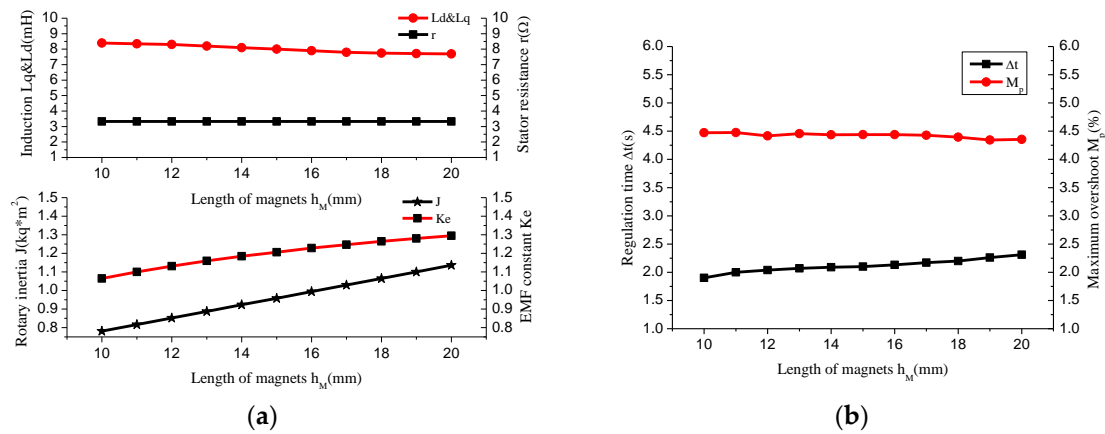 Induction Lq&Ld(mH)
10
9
8
7
6
5
4
3
2
1
Ld&Lq
r
10
9
8
7
6
5
4
3
2
1
Stator resistance r(Ω)
10 12 14 16 18 20
Length of magnets h_M(mm)
Rotary inertia J(kq*m²)
1.5
1.4
1.3
1.2
1.1
1.0
0.9
0.8
J
Ke
1.5
1.4
1.3
1.2
1.1
1.0
0.9
0.8
EMF constant Ke
10 12 14 16 18 20
Length of magnets h_M(mm)
(a)
Regulation time Δt(s)
6.0
5.5
5.0
4.5
4.0
3.5
3.0
2.5
2.0
1.5
1.0
Δt
M_p
6.0
5.5
5.0
4.5
4.0
3.5
3.0
2.5
2.0
1.5
1.0
Maximum overshoot M_p(%)
10 12 14 16 18 20
Length of magnets h_M(mm)
(b)